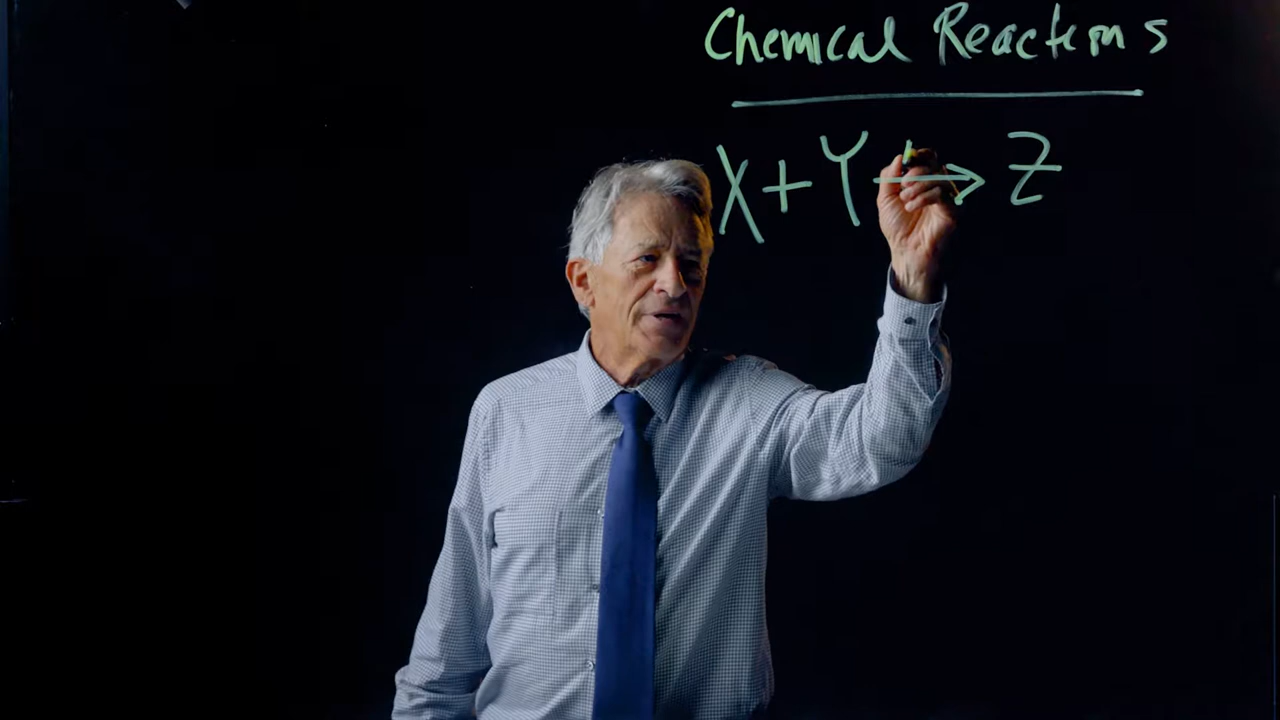 Chemical Reactions
X + Y → Z